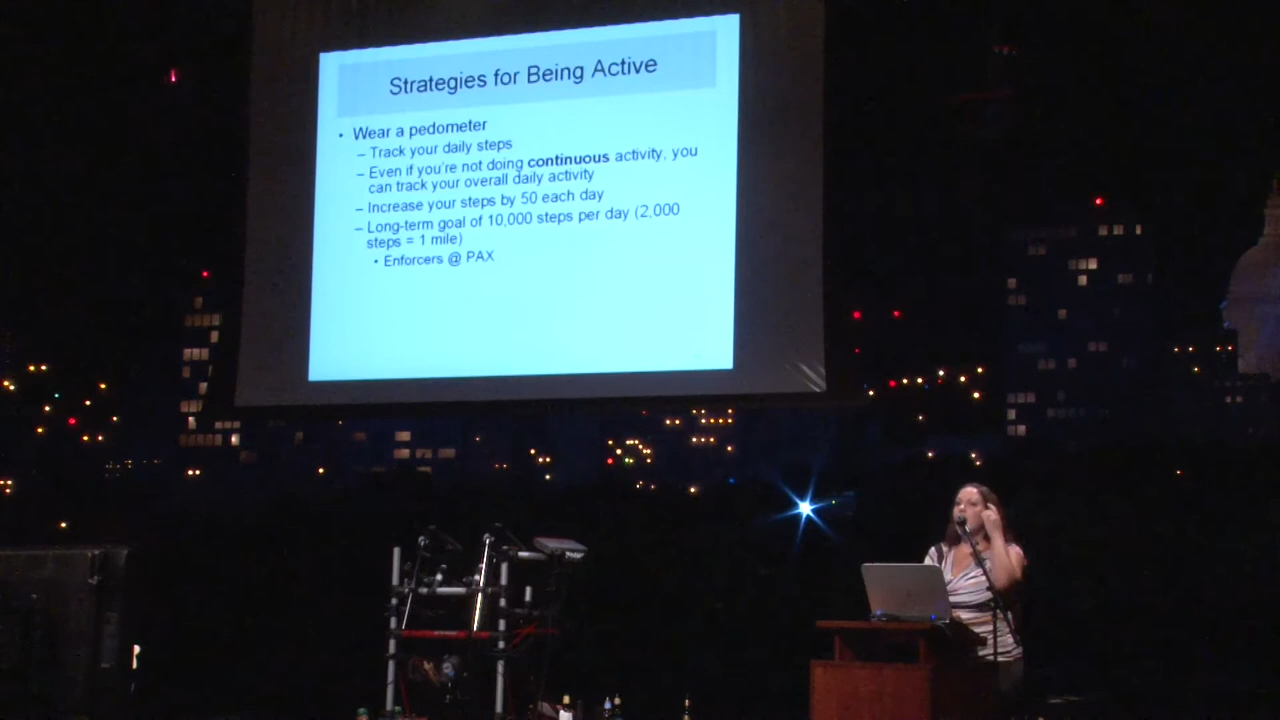 Strategies for Being Active
• Wear a pedometer
– Track your daily steps
– Even if you're not doing continuous activity, you
can track your overall daily activity
– Increase your steps by 50 each day
– Long-term goal of 10,000 steps per day (2,000
steps = 1 mile)
• Enforcers @ PAX